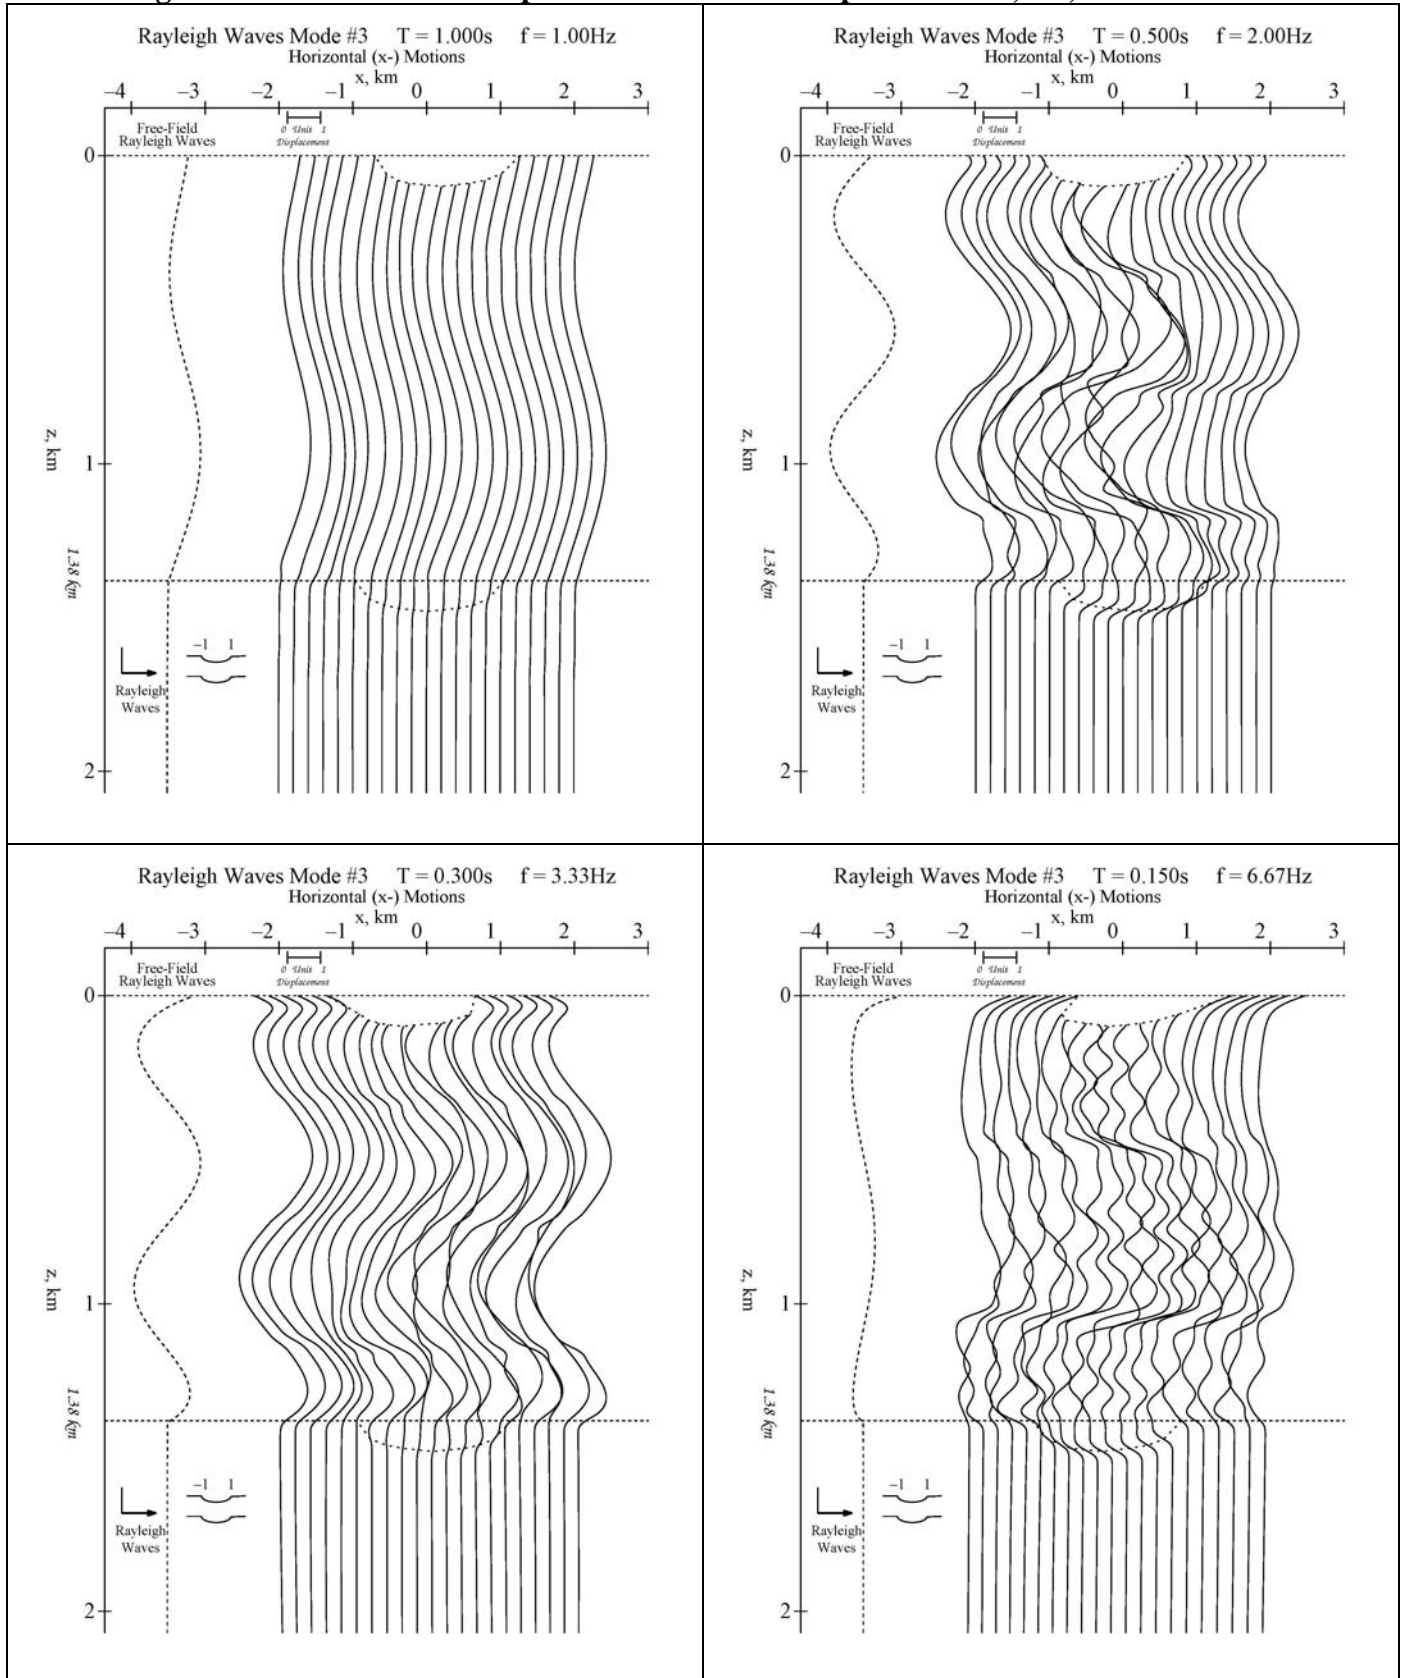 Rayleigh Waves Mode #3 T = 1.000s f = 1.00Hz
Horizontal (x-) Motions
x, km
−4 −3 −2 −1 0 1 2 3
Free-Field
Rayleigh Waves
0 Unit 1
Displacement
0
z, km
1
1.38 km
−1 1
Rayleigh
Waves
2
Rayleigh Waves Mode #3 T = 0.500s f = 2.00Hz
Horizontal (x-) Motions
x, km
−4 −3 −2 −1 0 1 2 3
Free-Field
Rayleigh Waves
0 Unit 1
Displacement
0
z, km
1
1.38 km
−1 1
Rayleigh
Waves
2
Rayleigh Waves Mode #3 T = 0.300s f = 3.33Hz
Horizontal (x-) Motions
x, km
−4 −3 −2 −1 0 1 2 3
Free-Field
Rayleigh Waves
0 Unit 1
Displacement
0
z, km
1
1.38 km
−1 1
Rayleigh
Waves
2
Rayleigh Waves Mode #3 T = 0.150s f = 6.67Hz
Horizontal (x-) Motions
x, km
−4 −3 −2 −1 0 1 2 3
Free-Field
Rayleigh Waves
0 Unit 1
Displacement
0
z, km
1
1.38 km
−1 1
Rayleigh
Waves
2